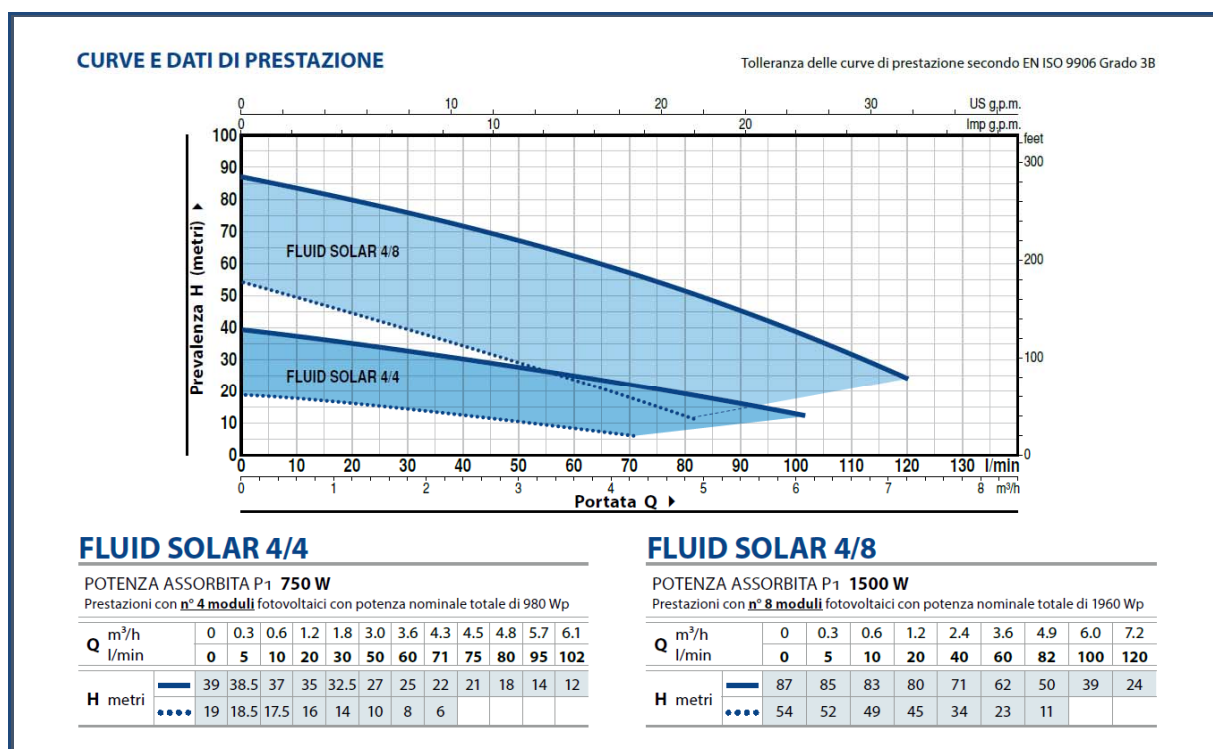 CURVE E DATI DI PRESTAZIONE
Tolleranza delle curve di prestazione secondo EN ISO 9906 Grado 3B
0 10 20 30 US g.p.m.
0 10 20 Imp g.p.m.
feet
100
90
80
70
60
50
40
30
20
10
0
300
200
100
0
Prevalenza H (metri)
FLUID SOLAR 4/8
FLUID SOLAR 4/4
0 10 20 30 40 50 60 70 80 90 100 110 120 130 l/min
0 1 2 3 4 5 6 7 8 m³/h
Portata Q
FLUID SOLAR 4/4
POTENZA ASSORBITA P1 750 W
Prestazioni con n° 4 moduli fotovoltaici con potenza nominale totale di 980 Wp
Q m³/h 0 0.3 0.6 1.2 1.8 3.0 3.6 4.3 4.5 4.8 5.7 6.1
l/min 0 5 10 20 30 50 60 71 75 80 95 102
H metri 39 38.5 37 35 32.5 27 25 22 21 18 14 12
19 18.5 17.5 16 14 10 8 6
FLUID SOLAR 4/8
POTENZA ASSORBITA P1 1500 W
Prestazioni con n° 8 moduli fotovoltaici con potenza nominale totale di 1960 Wp
Q m³/h 0 0.3 0.6 1.2 2.4 3.6 4.9 6.0 7.2
l/min 0 5 10 20 40 60 82 100 120
H metri 87 85 83 80 71 62 50 39 24
54 52 49 45 34 23 11